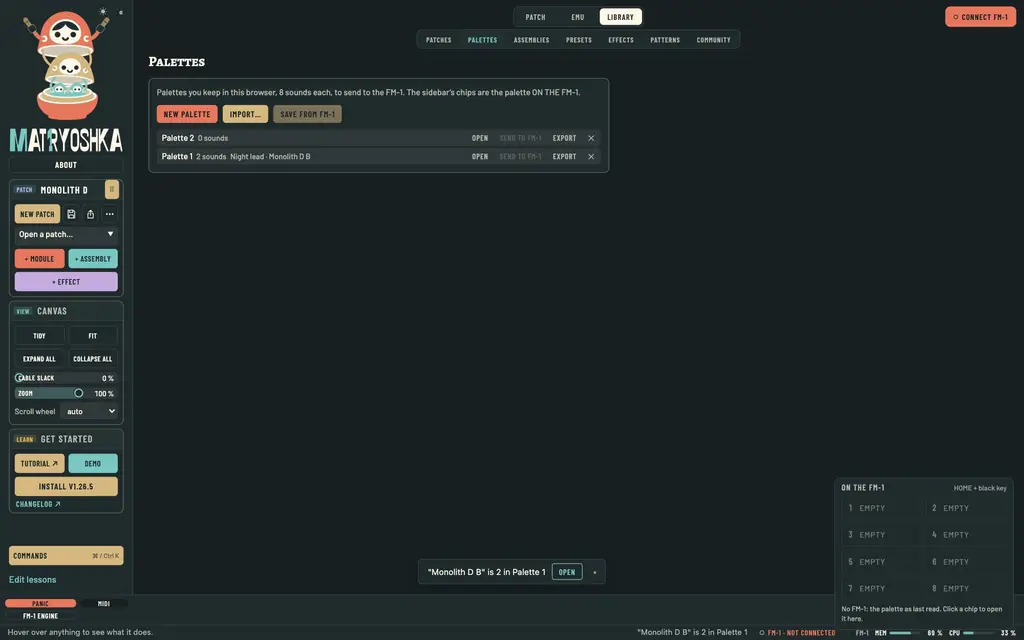 PATCH EMU LIBRARY
CONNECT FM-1
PATCHES PALETTES ASSEMBLIES PRESETS EFFECTS PATTERNS COMMUNITY
MATRYOSHKA
ABOUT
PATCH MONOLITH D
NEW PATCH
Open a patch...
+ MODULE + ASSEMBLY
+ EFFECT
VIEW CANVAS
TIDY FIT
EXPAND ALL COLLAPSE ALL
CABLE SLACK 0 %
ZOOM 100 %
Scroll wheel auto
LEARN GET STARTED
TUTORIAL ↗ DEMO
INSTALL V1.26.5
CHANGELOG ↗
COMMANDS ⌘ / Ctrl K
Edit lessons
PANIC MIDI
FM-1 ENGINE
PALETTES
Palettes you keep in this browser, 8 sounds each, to send to the FM-1. The sidebar's chips are the palette ON THE FM-1.
NEW PALETTE IMPORT... SAVE FROM FM-1
Palette 2 0 sounds OPEN SEND TO FM-1 EXPORT ✕
Palette 1 2 sounds Night lead · Monolith D B OPEN SEND TO FM-1 EXPORT ✕
"Monolith D B" is 2 in Palette 1 OPEN
ON THE FM-1 HOME + black key
1 EMPTY 2 EMPTY
3 EMPTY 4 EMPTY
5 EMPTY 6 EMPTY
7 EMPTY 8 EMPTY
No FM-1: the palette as last read. Click a chip to open
it here.
Hover over anything to see what it does. "Monolith D B" is 2 in Palette 1 FM-1 · NOT CONNECTED FM-1 MEM 60 % CPU 33 %